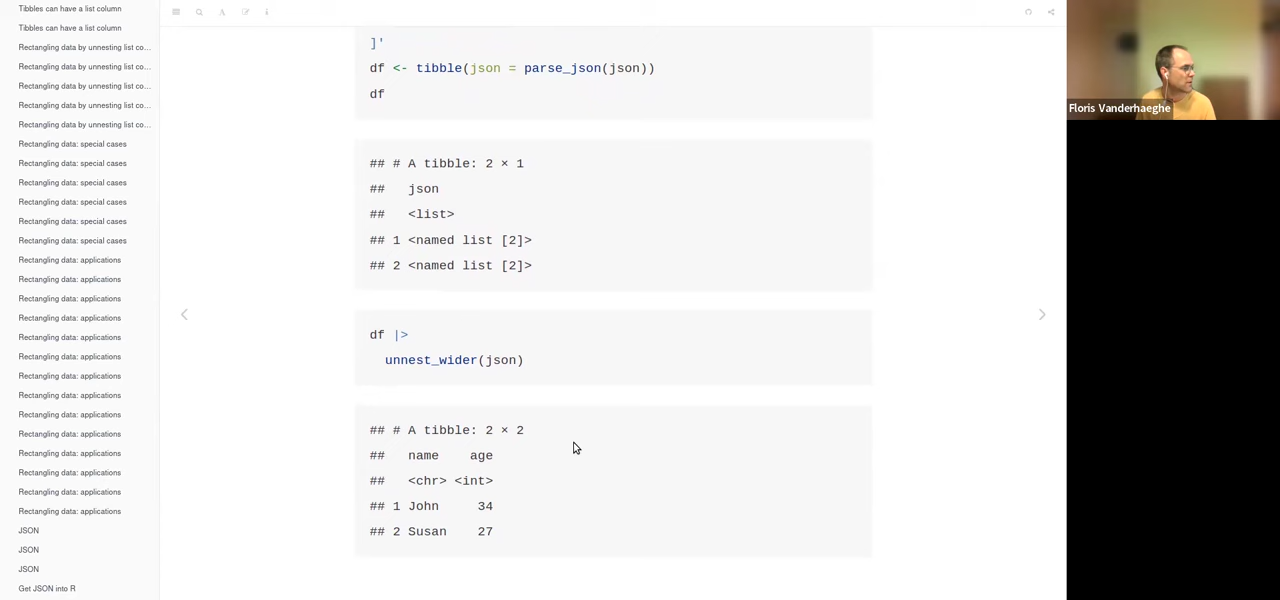 Tibbles can have a list column
Tibbles can have a list column
Rectangling data by unnesting list co...
Rectangling data by unnesting list co...
Rectangling data by unnesting list co...
Rectangling data by unnesting list co...
Rectangling data by unnesting list co...
Rectangling data: special cases
Rectangling data: special cases
Rectangling data: special cases
Rectangling data: special cases
Rectangling data: special cases
Rectangling data: special cases
Rectangling data: applications
Rectangling data: applications
Rectangling data: applications
Rectangling data: applications
Rectangling data: applications
Rectangling data: applications
Rectangling data: applications
Rectangling data: applications
Rectangling data: applications
Rectangling data: applications
Rectangling data: applications
Rectangling data: applications
Rectangling data: applications
Rectangling data: applications
JSON
JSON
JSON
Get JSON into R
]'
df <- tibble(json = parse_json(json))
df
## # A tibble: 2 × 1
##   json
##   <list>
## 1 <named list [2]>
## 2 <named list [2]>
df |>
  unnest_wider(json)
## # A tibble: 2 × 2
##   name    age
##   <chr> <int>
## 1 John     34
## 2 Susan    27
Floris Vanderhaeghe